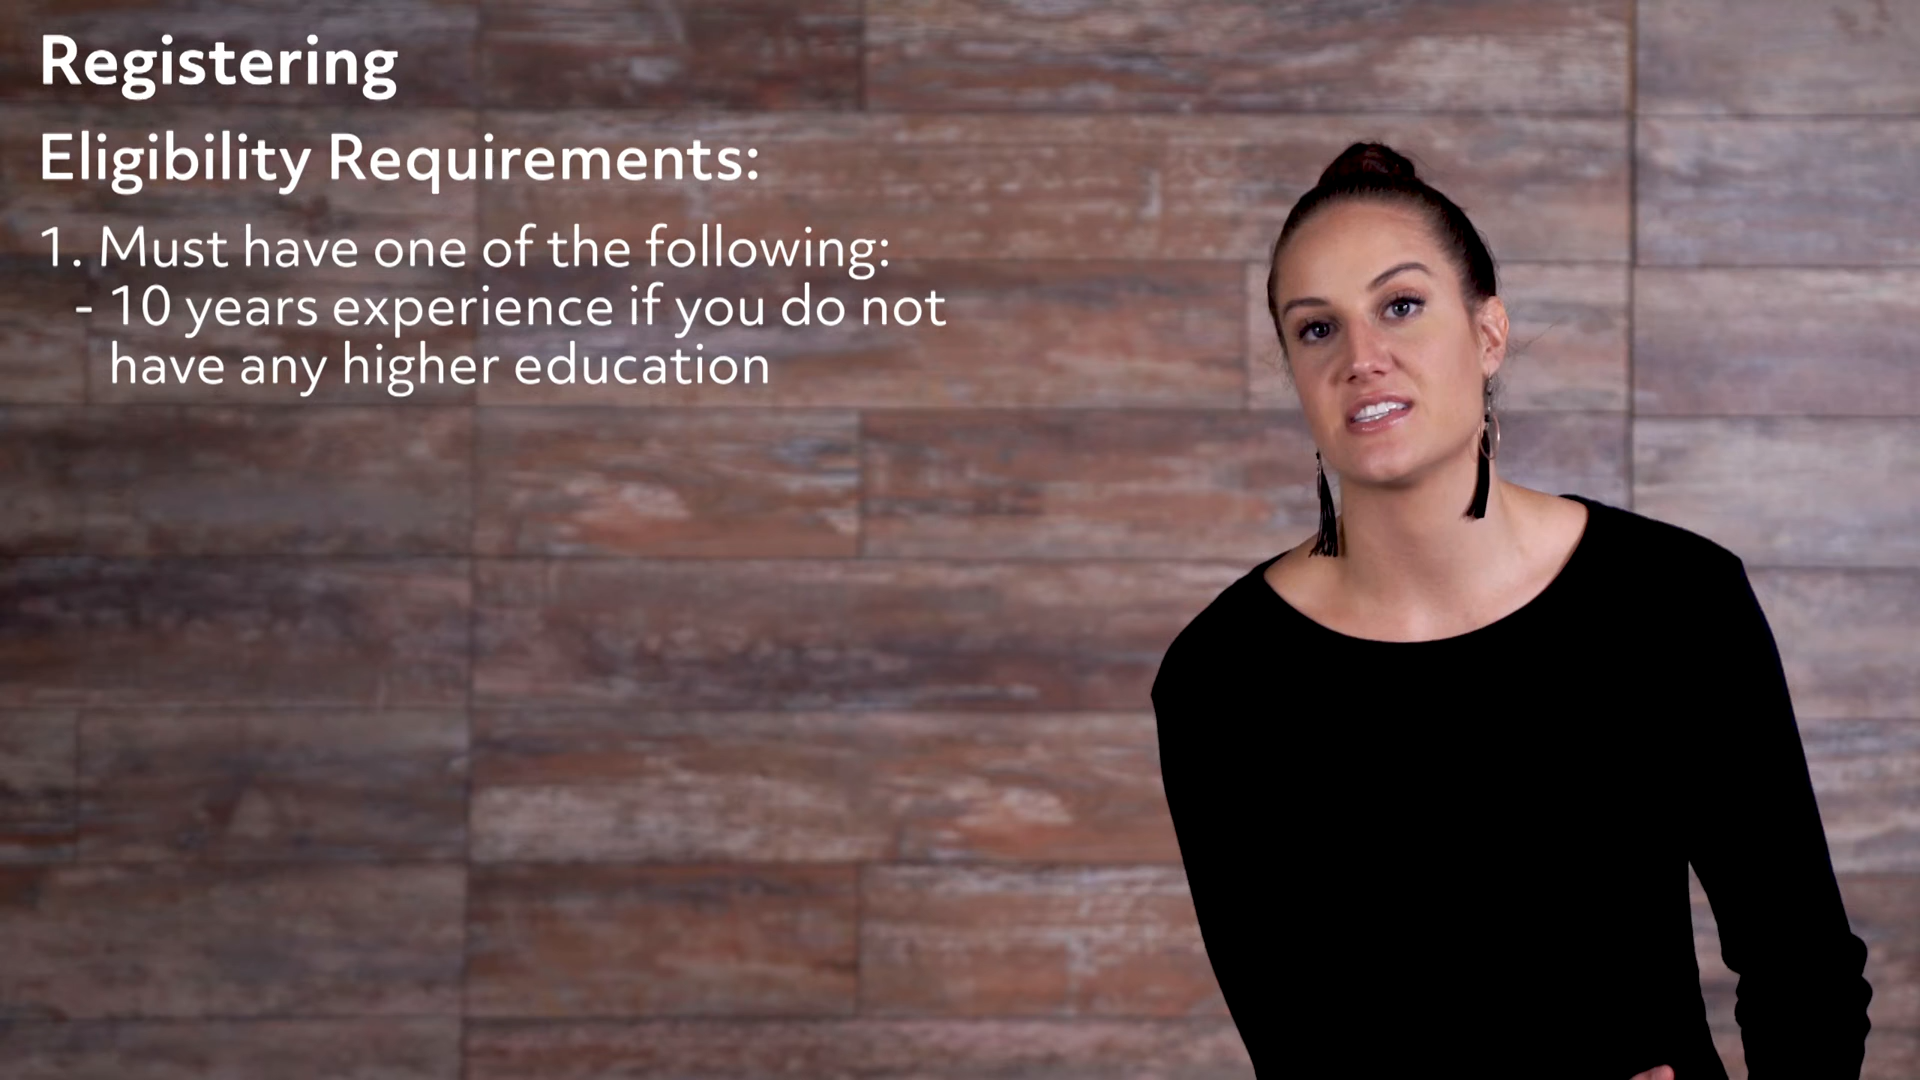 Registering
Eligibility Requirements:
1. Must have one of the following:
- 10 years experience if you do not
have any higher education